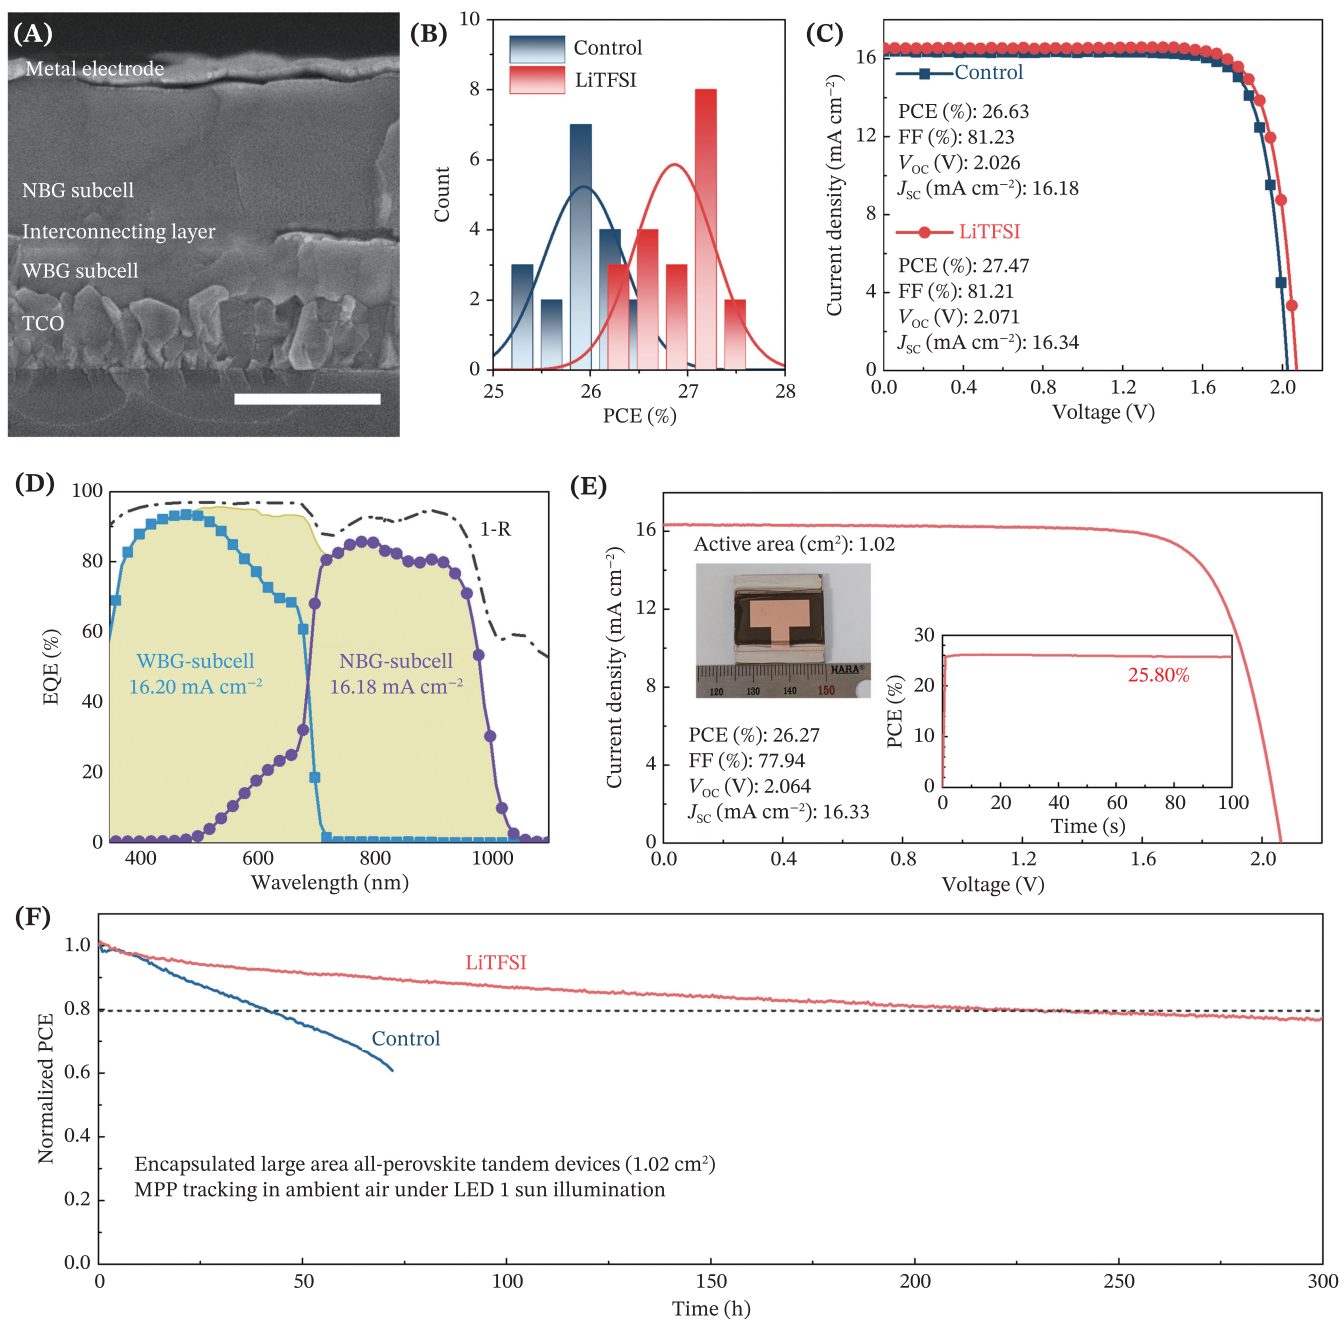 (A)
Metal electrode
NBG subcell
Interconnecting layer
WBG subcell
TCO
(B)
10
8
6
4
2
0
Count
Control
LiTFSI
25
26
27
28
PCE (%)
(C)
16
12
8
4
0
Current density (mA cm⁻²)
Control
PCE (%): 26.63
FF (%): 81.23
V_OC (V): 2.026
J_SC (mA cm⁻²): 16.18
LiTFSI
PCE (%): 27.47
FF (%): 81.21
V_OC (V): 2.071
J_SC (mA cm⁻²): 16.34
0.0
0.4
0.8
1.2
1.6
2.0
Voltage (V)
(D)
100
80
60
40
20
0
EQE (%)
1-R
WBG-subcell
16.20 mA cm⁻²
NBG-subcell
16.18 mA cm⁻²
400
600
800
1000
Wavelength (nm)
(E)
16
12
8
4
0
Current density (mA cm⁻²)
Active area (cm²): 1.02
120
130
140
150
HARA®
PCE (%): 26.27
FF (%): 77.94
V_OC (V): 2.064
J_SC (mA cm⁻²): 16.33
30
20
10
0
PCE (%)
25.80%
0
20
40
60
80
100
Time (s)
0.0
0.4
0.8
1.2
1.6
2.0
Voltage (V)
(F)
1.0
0.8
0.6
0.4
0.2
0.0
Normalized PCE
LiTFSI
Control
Encapsulated large area all-perovskite tandem devices (1.02 cm²)
MPP tracking in ambient air under LED 1 sun illumination
0
50
100
150
200
250
300
Time (h)